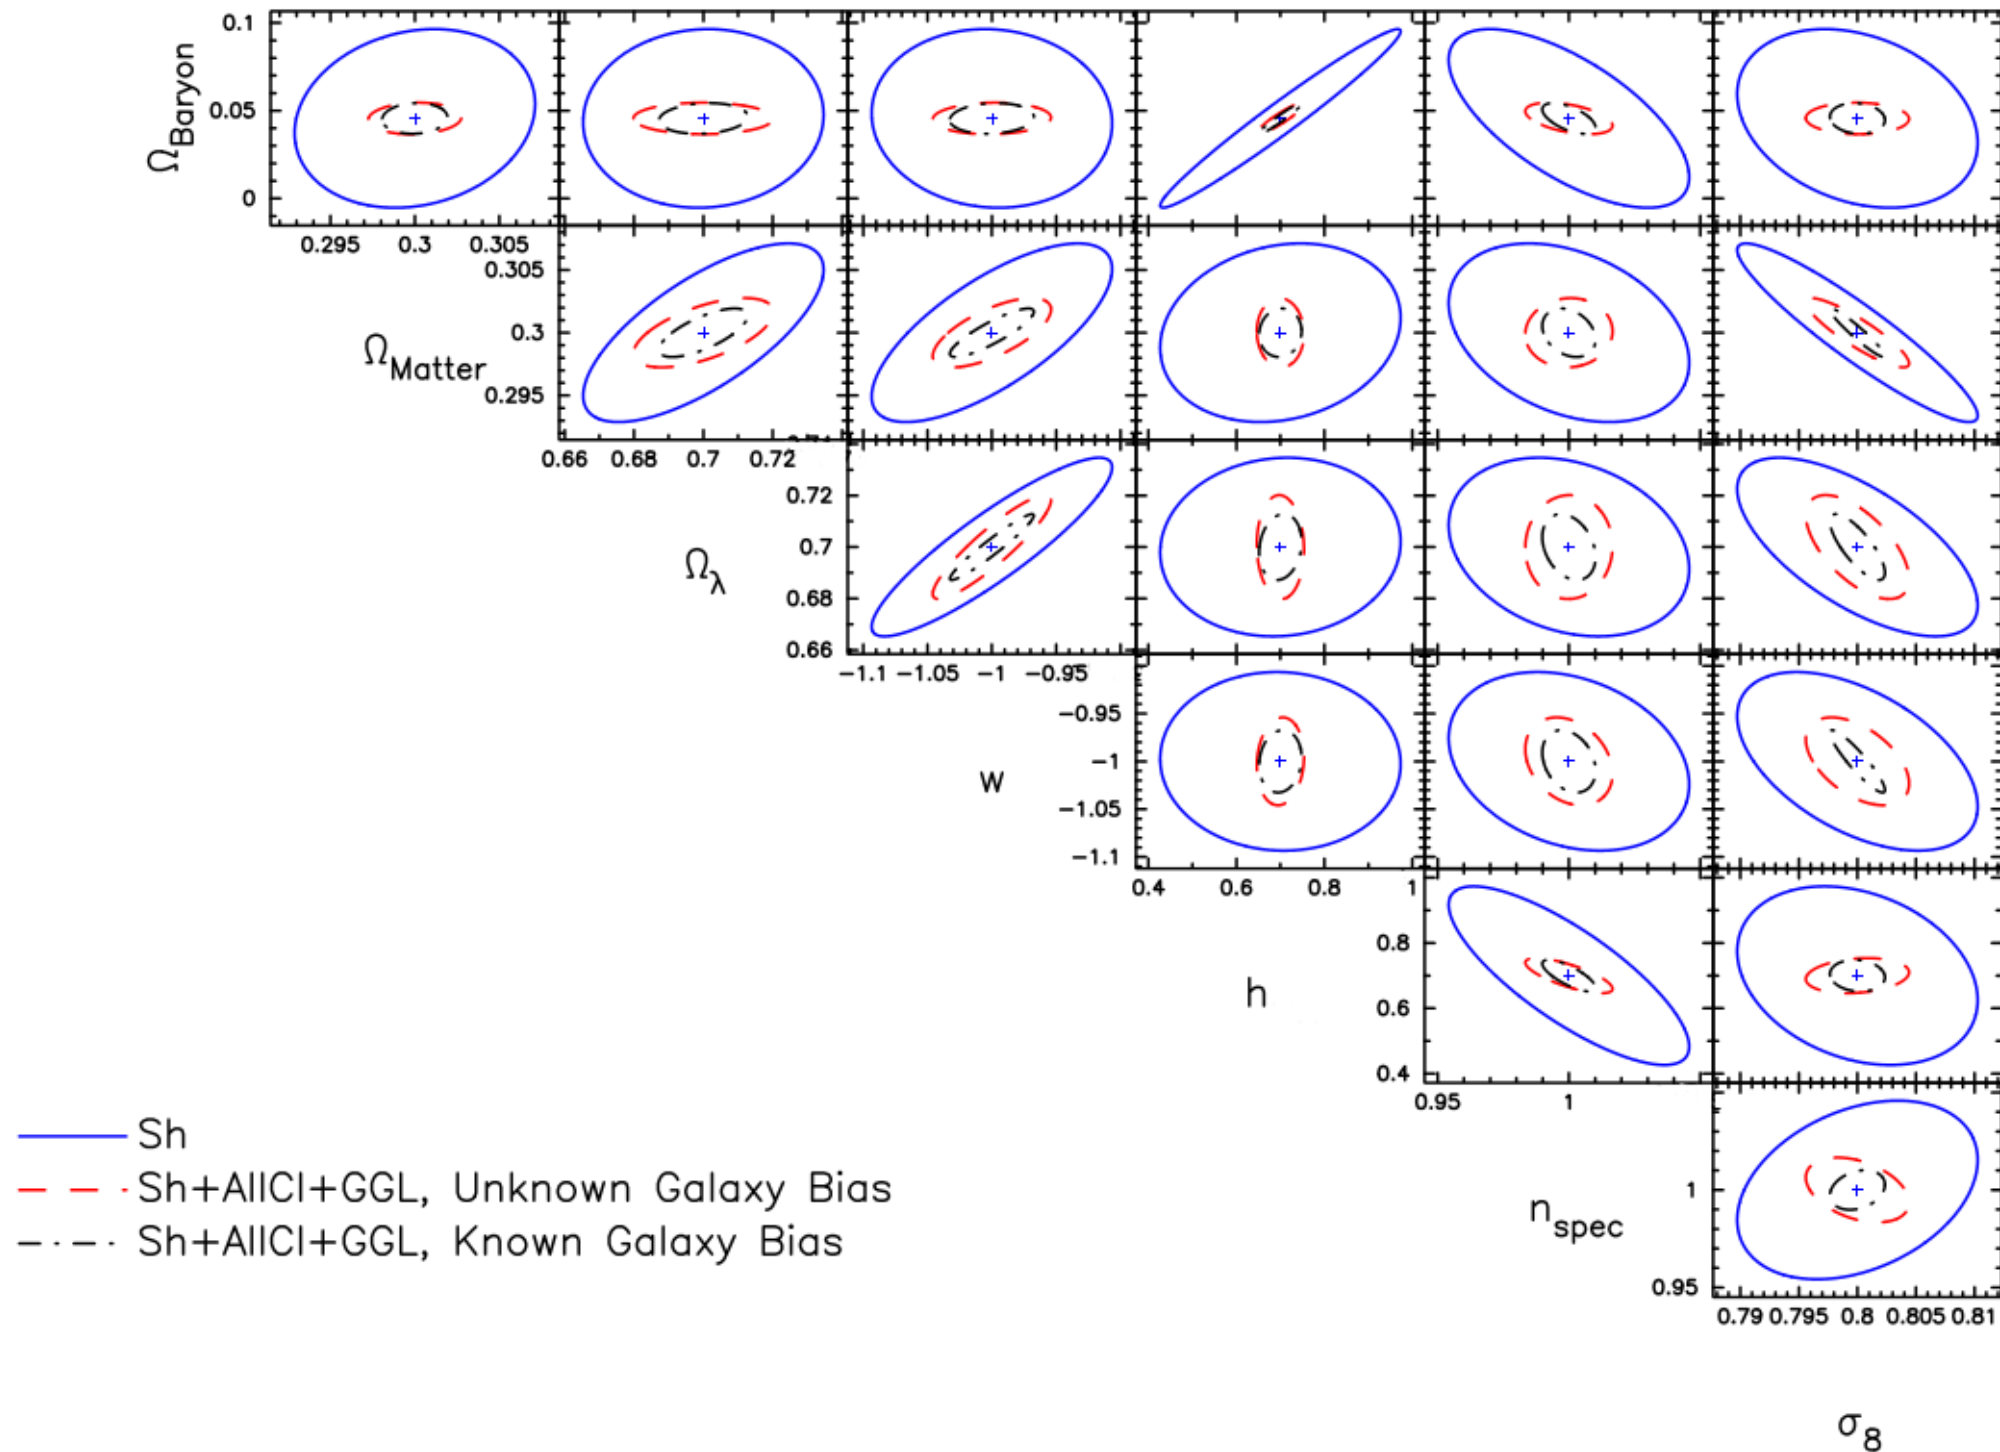 0.1
0.05
0
Ω_Baryon
0.295 0.3 0.305
0.305
0.3
0.295
Ω_Matter
0.66 0.68 0.7 0.72
0.72
0.7
0.68
0.66
Ω_λ
−1.1 −1.05 −1 −0.95
−0.95
−1
−1.05
−1.1
w
0.4 0.6 0.8 1
0.8
0.6
0.4
h
0.95 1
1
0.95
n_spec
0.79 0.795 0.8 0.805 0.81
σ_8
Sh
Sh+AllCl+GGL, Unknown Galaxy Bias
Sh+AllCl+GGL, Known Galaxy Bias